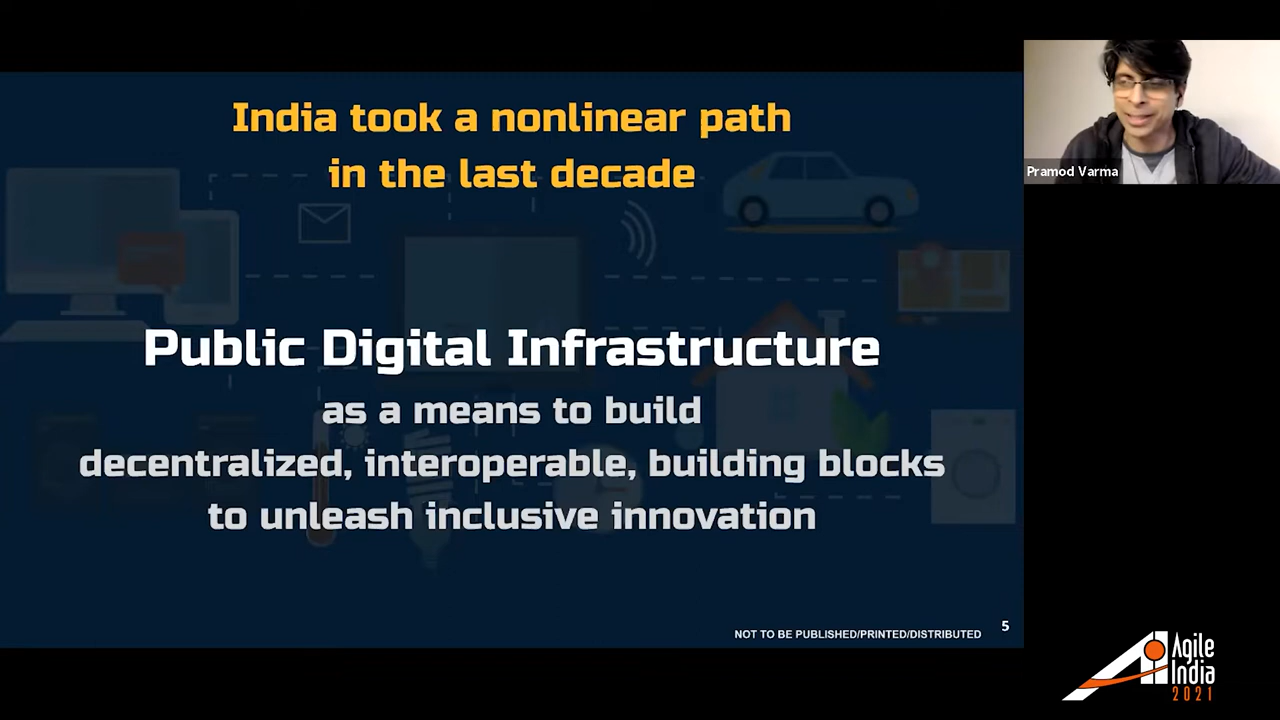 India took a nonlinear path
in the last decade
Public Digital Infrastructure
as a means to build
decentralized, interoperable, building blocks
to unleash inclusive innovation
NOT TO BE PUBLISHED/PRINTED/DISTRIBUTED
5
Pramod Varma
Agile
India
2021